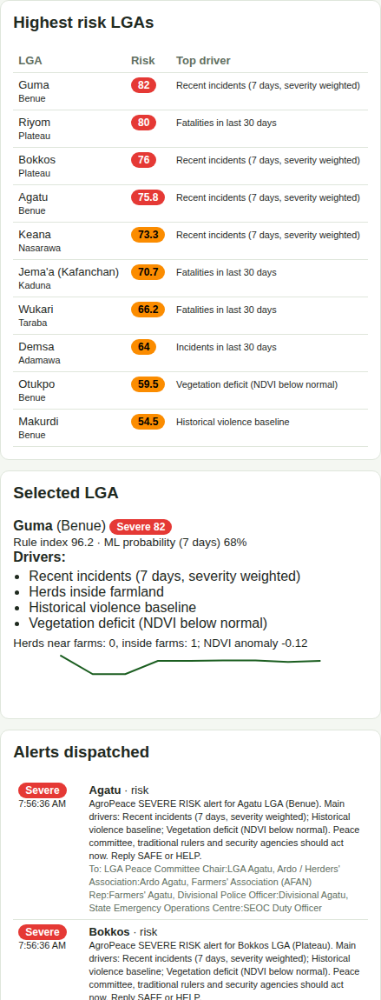 Highest risk LGAs
LGA Risk Top driver
Guma 82 Recent incidents (7 days, severity weighted)
Benue
Riyom 80 Fatalities in last 30 days
Plateau
Bokkos 76 Recent incidents (7 days, severity weighted)
Plateau
Agatu 75.8 Recent incidents (7 days, severity weighted)
Benue
Keana 73.3 Recent incidents (7 days, severity weighted)
Nasarawa
Jema'a (Kafanchan) 70.7 Fatalities in last 30 days
Kaduna
Wukari 66.2 Fatalities in last 30 days
Taraba
Demsa 64 Incidents in last 30 days
Adamawa
Otukpo 59.5 Vegetation deficit (NDVI below normal)
Benue
Makurdi 54.5 Historical violence baseline
Benue
Selected LGA
Guma (Benue) Severe 82
Rule index 96.2 · ML probability (7 days) 68%
Drivers:
• Recent incidents (7 days, severity weighted)
• Herds inside farmland
• Historical violence baseline
• Vegetation deficit (NDVI below normal)
Herds near farms: 0, inside farms: 1; NDVI anomaly -0.12
Alerts dispatched
Severe Agatu · risk
7:56:36 AM AgroPeace SEVERE RISK alert for Agatu LGA (Benue). Main
drivers: Recent incidents (7 days, severity weighted); Historical
violence baseline; Vegetation deficit (NDVI below normal). Peace
committee, traditional rulers and security agencies should act
now. Reply SAFE or HELP.
To: LGA Peace Committee Chair:LGA Agatu, Ardo / Herders'
Association:Ardo Agatu, Farmers' Association (AFAN)
Rep:Farmers' Agatu, Divisional Police Officer:Divisional Agatu,
State Emergency Operations Centre:SEOC Duty Officer
Severe Bokkos · risk
7:56:36 AM AgroPeace SEVERE RISK alert for Bokkos LGA (Plateau). Main
drivers: Recent incidents (7 days, severity weighted); Historical
violence baseline; Vegetation deficit (NDVI below normal). Peace
committee, traditional rulers and security agencies should act
now. Reply SAFE or HELP.